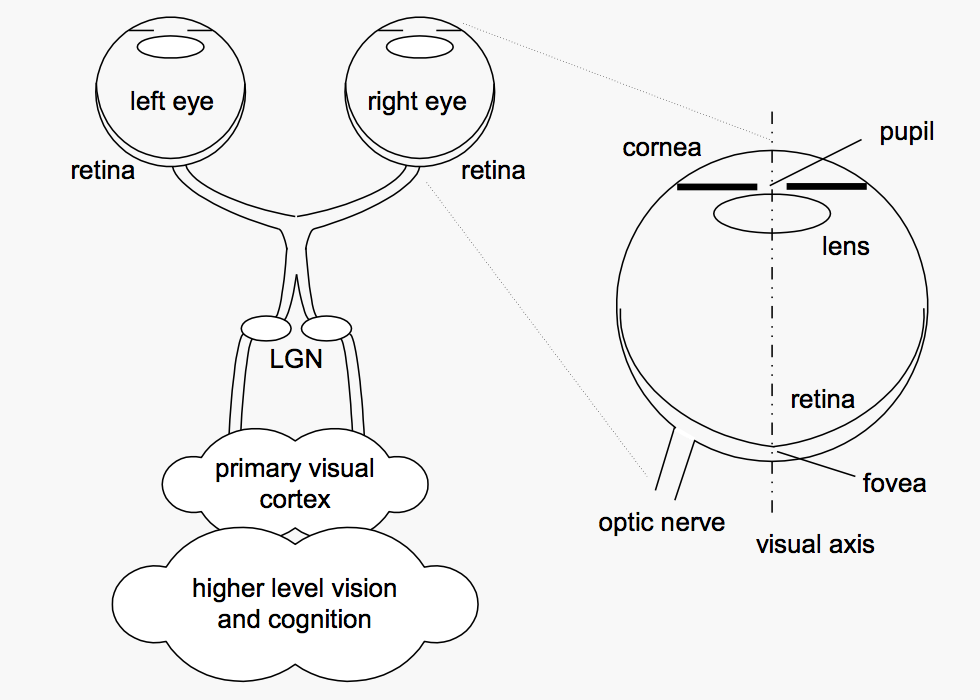 left eye
right eye
retina
retina
LGN
primary visual
cortex
higher level vision
and cognition
cornea
pupil
lens
retina
fovea
optic nerve
visual axis